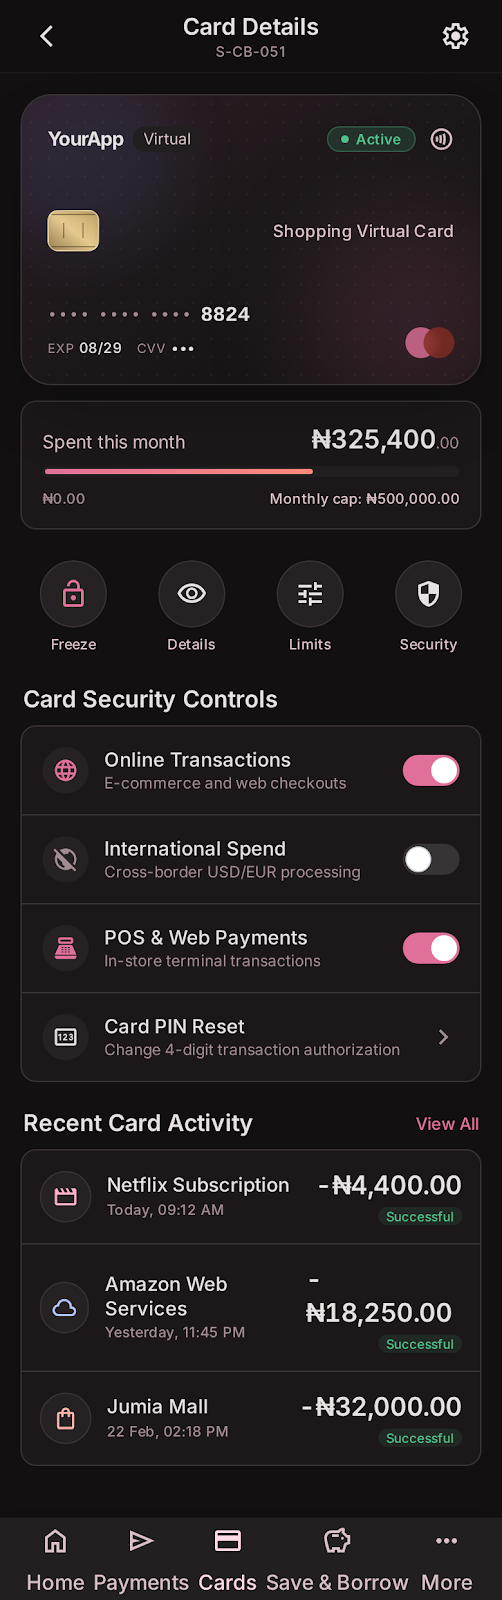 Card Details
S-CB-051
YourApp Virtual Active
Shopping Virtual Card
•••• •••• •••• 8824
EXP 08/29 CVV •••
Spent this month ₦325,400.00
₦0.00 Monthly cap: ₦500,000.00
Freeze Details Limits Security
Card Security Controls
Online Transactions
E-commerce and web checkouts
International Spend
Cross-border USD/EUR processing
POS & Web Payments
In-store terminal transactions
123
Card PIN Reset
Change 4-digit transaction authorization
Recent Card Activity View All
Netflix Subscription -₦4,400.00
Today, 09:12 AM Successful
Amazon Web
Services
-
₦18,250.00
Yesterday, 11:45 PM Successful
Jumia Mall -₦32,000.00
22 Feb, 02:18 PM Successful
Home Payments Cards Save & Borrow More